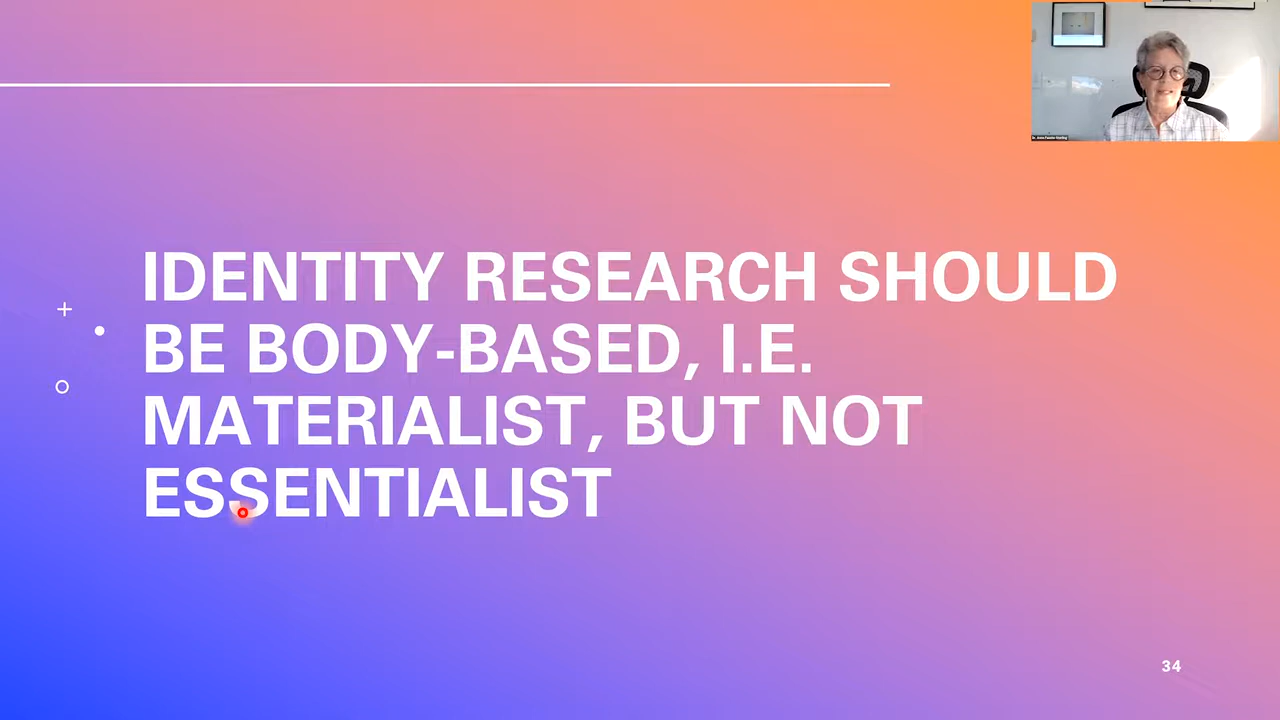 IDENTITY RESEARCH SHOULD
BE BODY-BASED, I.E.
MATERIALIST, BUT NOT
ESSENTIALIST
34